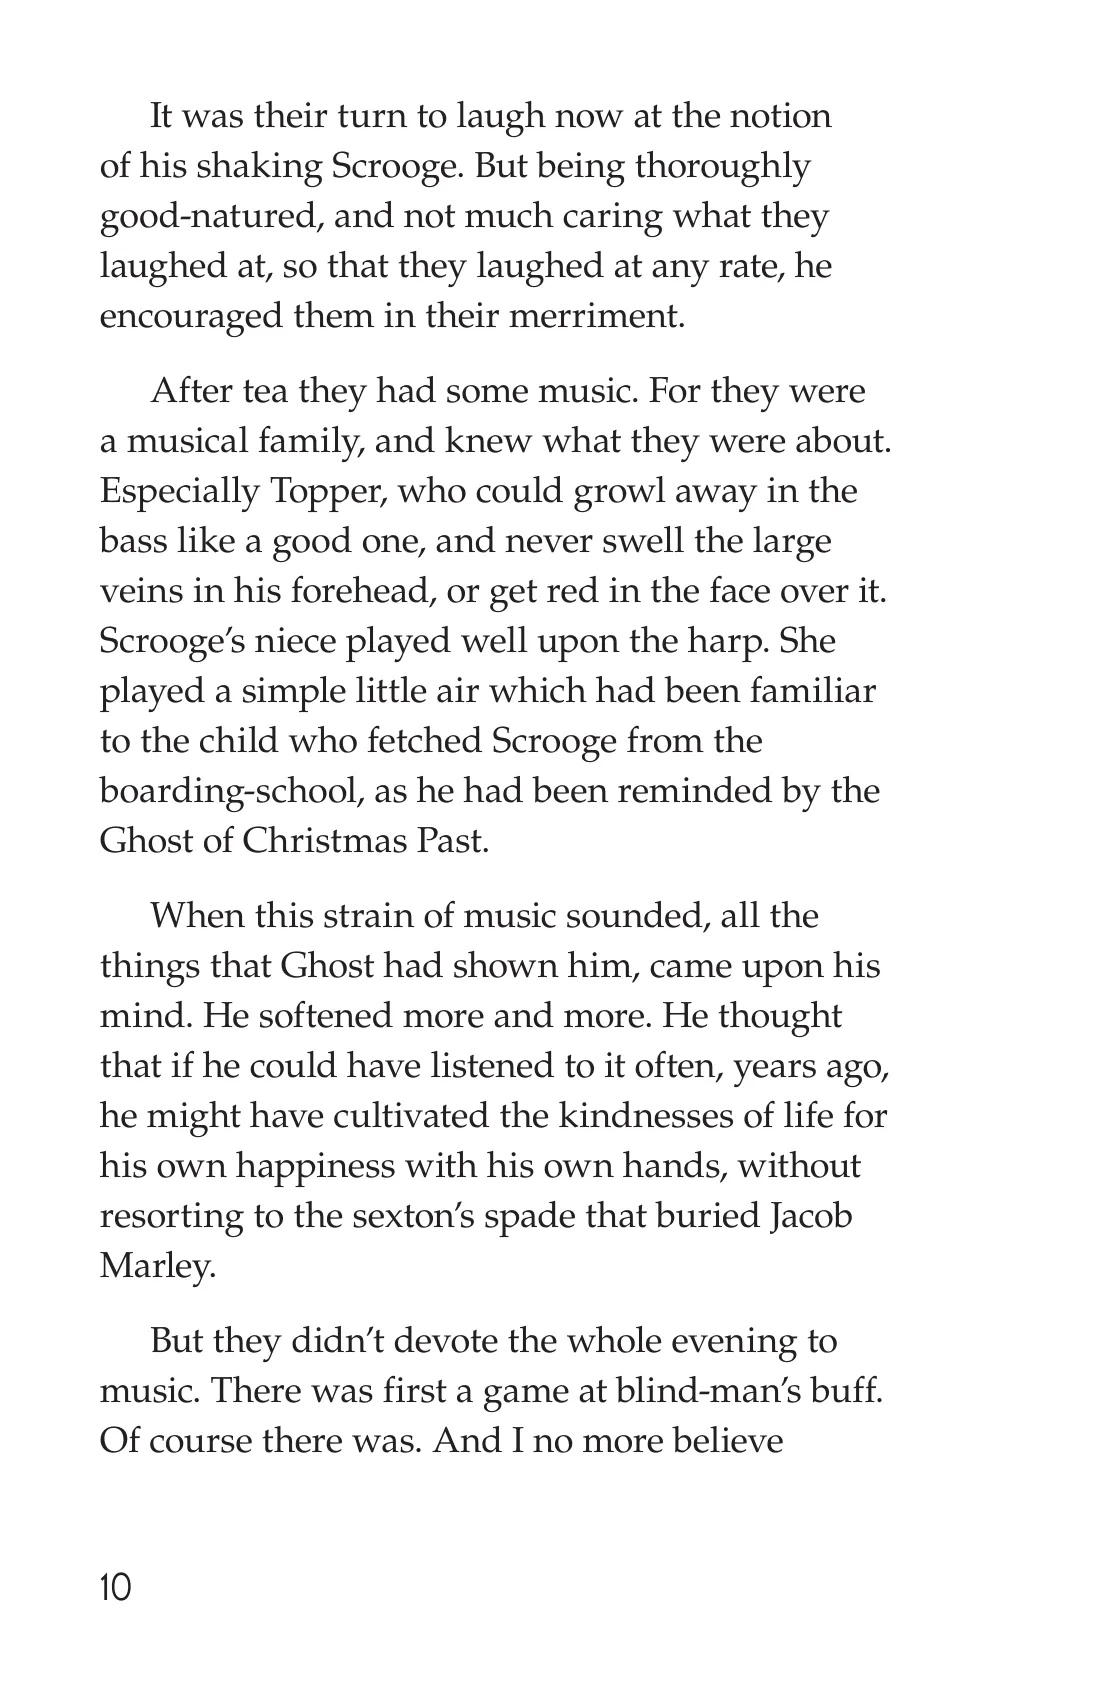 It was their turn to laugh now at the notion
of his shaking Scrooge. But being thoroughly
good-natured, and not much caring what they
laughed at, so that they laughed at any rate, he
encouraged them in their merriment.
After tea they had some music. For they were
a musical family, and knew what they were about.
Especially Topper, who could growl away in the
bass like a good one, and never swell the large
veins in his forehead, or get red in the face over it.
Scrooge’s niece played well upon the harp. She
played a simple little air which had been familiar
to the child who fetched Scrooge from the
boarding-school, as he had been reminded by the
Ghost of Christmas Past.
When this strain of music sounded, all the
things that Ghost had shown him, came upon his
mind. He softened more and more. He thought
that if he could have listened to it often, years ago,
he might have cultivated the kindnesses of life for
his own happiness with his own hands, without
resorting to the sexton’s spade that buried Jacob
Marley.
But they didn’t devote the whole evening to
music. There was first a game at blind-man’s buff.
Of course there was. And I no more believe
10